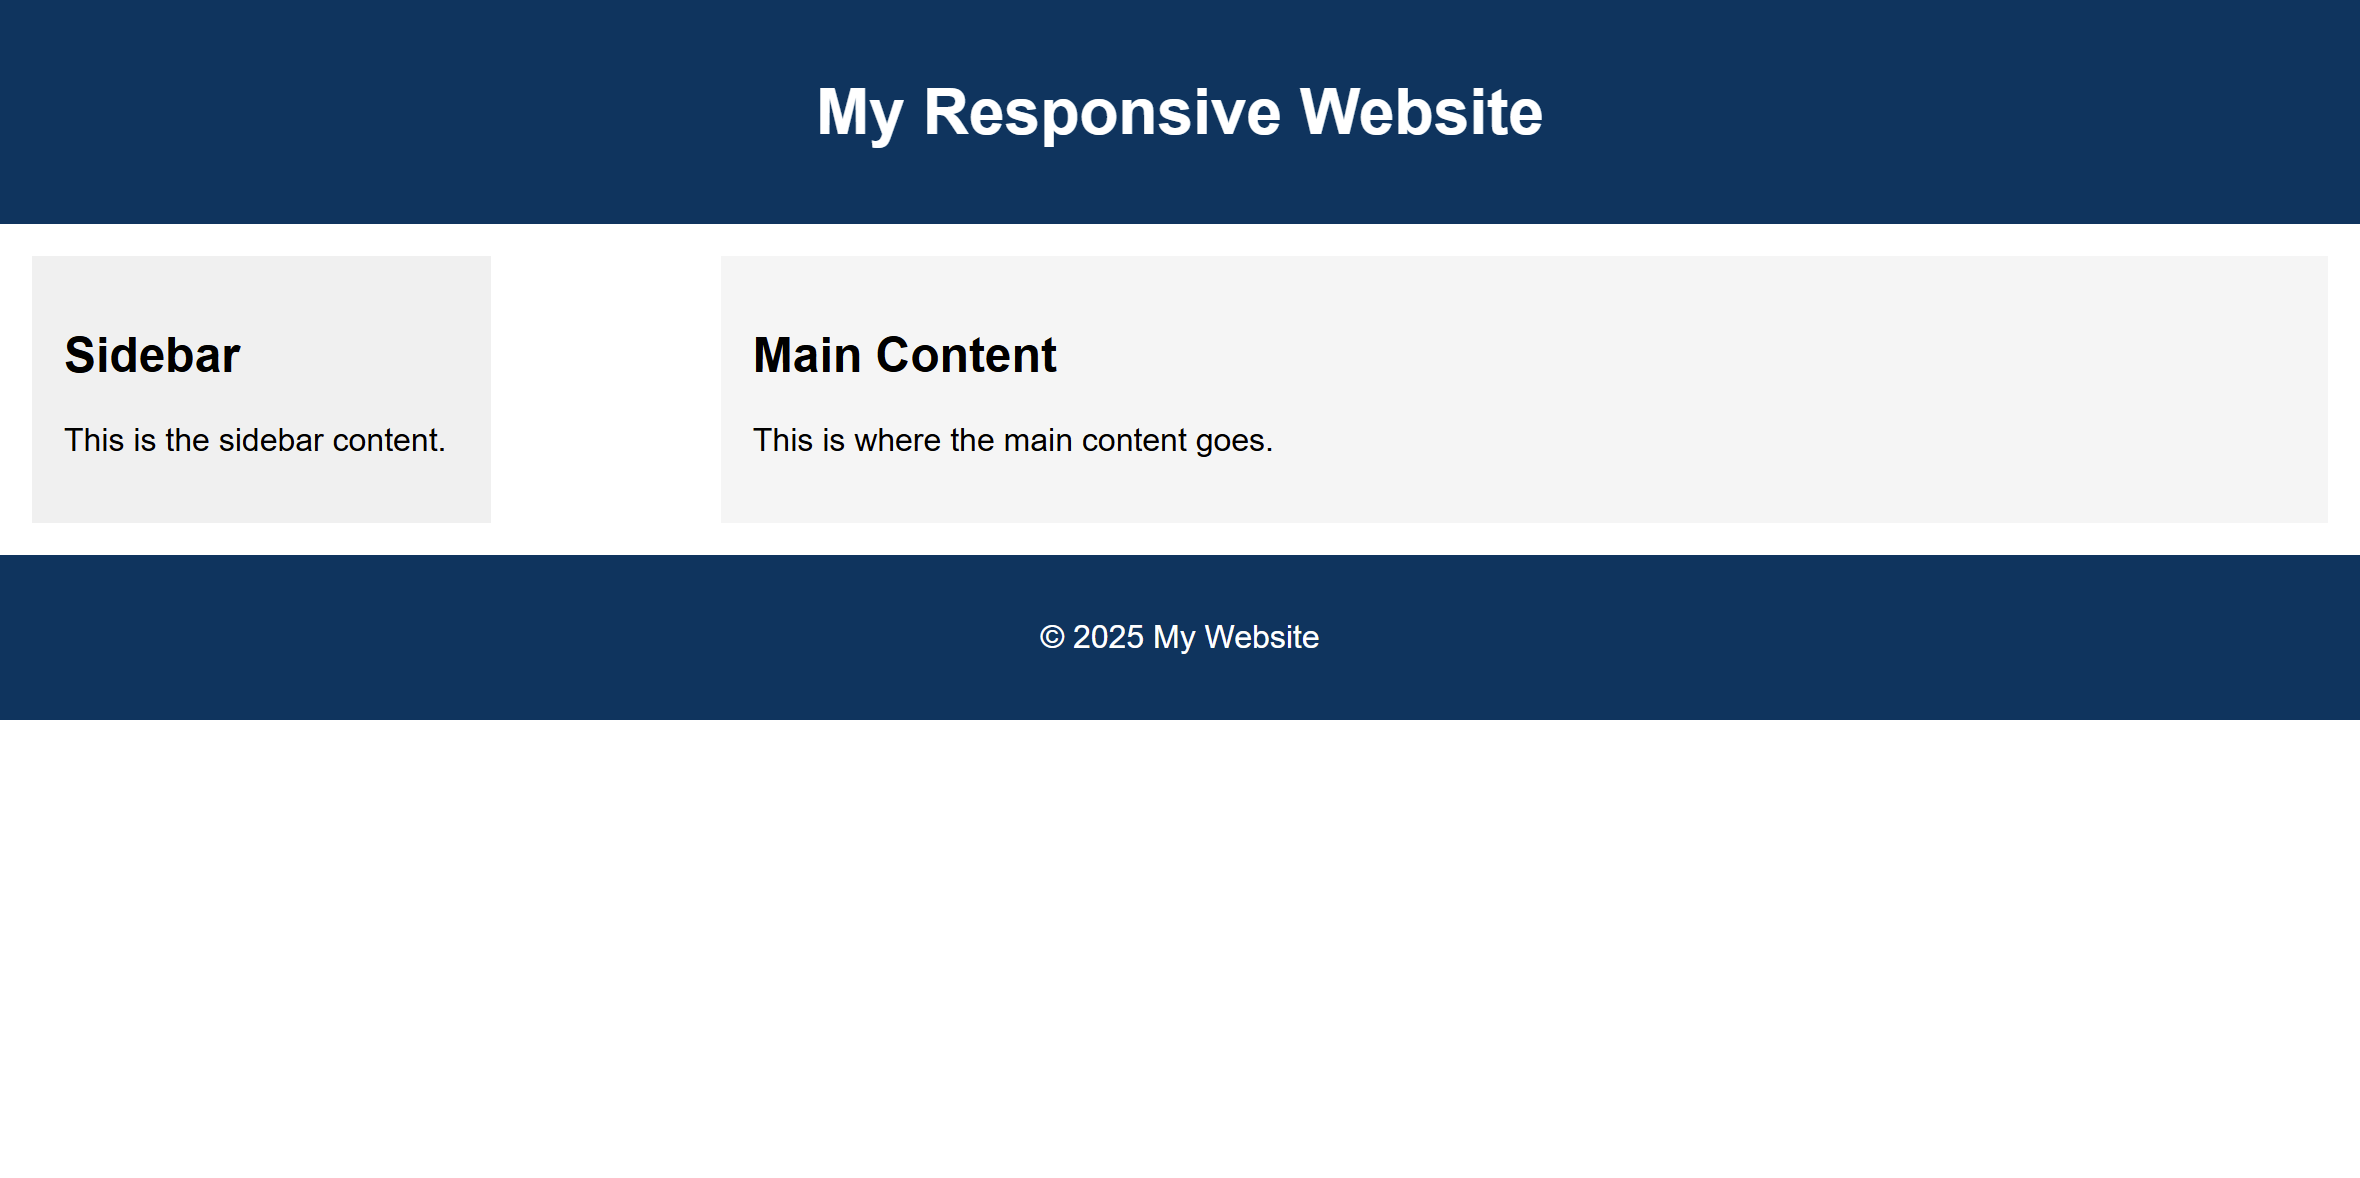 My Responsive Website
Sidebar
This is the sidebar content.
Main Content
This is where the main content goes.
© 2025 My Website